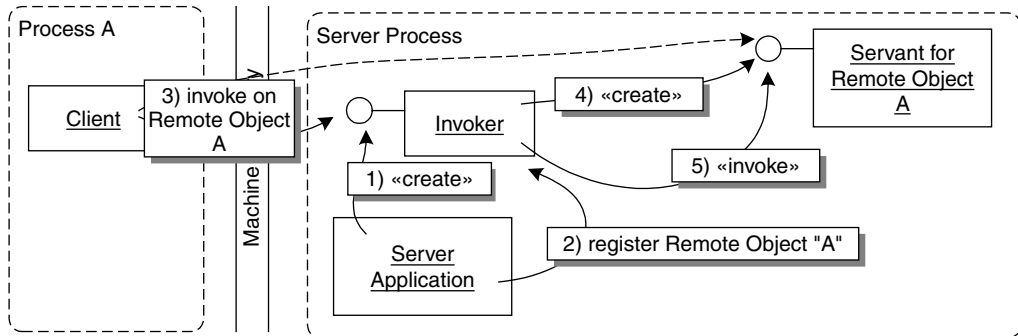 Process A
Server Process
Client
3) invoke on
Remote Object
A
Machine
Invoker
4) «create»
Servant for
Remote Object
A
1) «create»
5) «invoke»
2) register Remote Object "A"
Server
Application